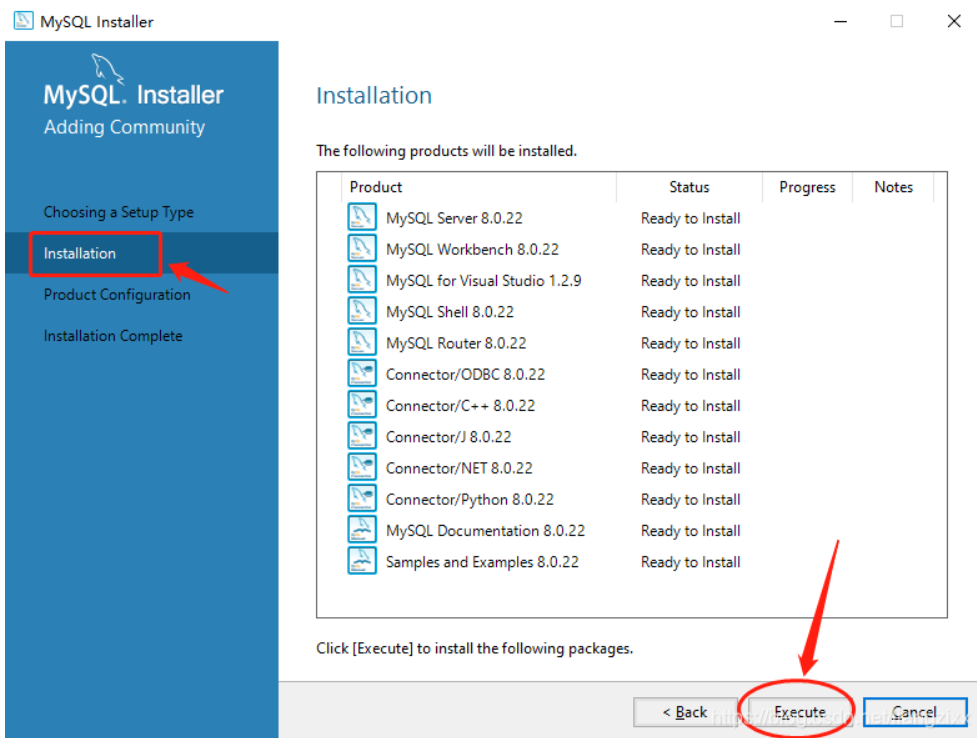 MySQL Installer
MySQL. Installer
Adding Community
Choosing a Setup Type
Installation
Product Configuration
Installation Complete
Installation
The following products will be installed.
Product Status Progress Notes
MySQL Server 8.0.22 Ready to Install
MySQL Workbench 8.0.22 Ready to Install
MySQL for Visual Studio 1.2.9 Ready to Install
MySQL Shell 8.0.22 Ready to Install
MySQL Router 8.0.22 Ready to Install
Connector/ODBC 8.0.22 Ready to Install
Connector/C++ 8.0.22 Ready to Install
Connector/J 8.0.22 Ready to Install
Connector/NET 8.0.22 Ready to Install
Connector/Python 8.0.22 Ready to Install
MySQL Documentation 8.0.22 Ready to Install
Samples and Examples 8.0.22 Ready to Install
Click [Execute] to install the following packages.
< Back Execute Cancel